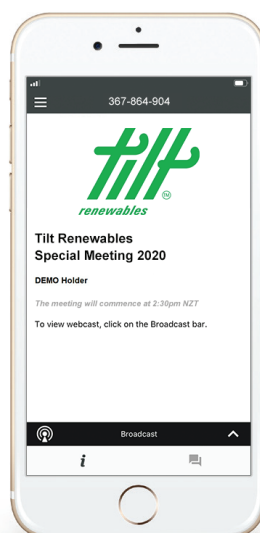 367-864-904
tilt
renewables
Tilt Renewables
Special Meeting 2020
DEMO Holder
The meeting will commence at 2:30pm NZT
To view webcast, click on the Broadcast bar.
Broadcast
i